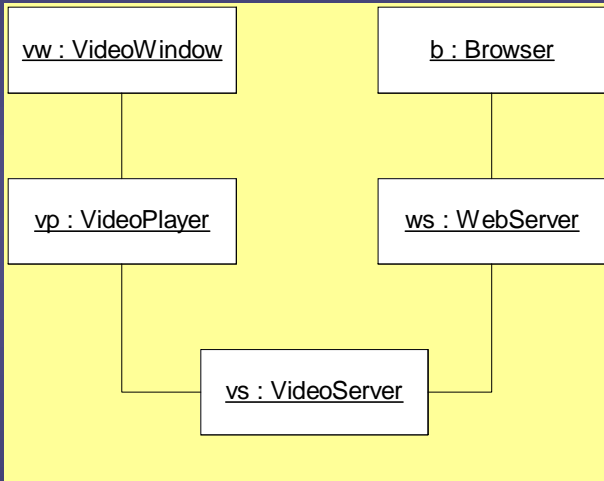 vw : VideoWindow
b : Browser
vp : VideoPlayer
ws : WebServer
vs : VideoServer